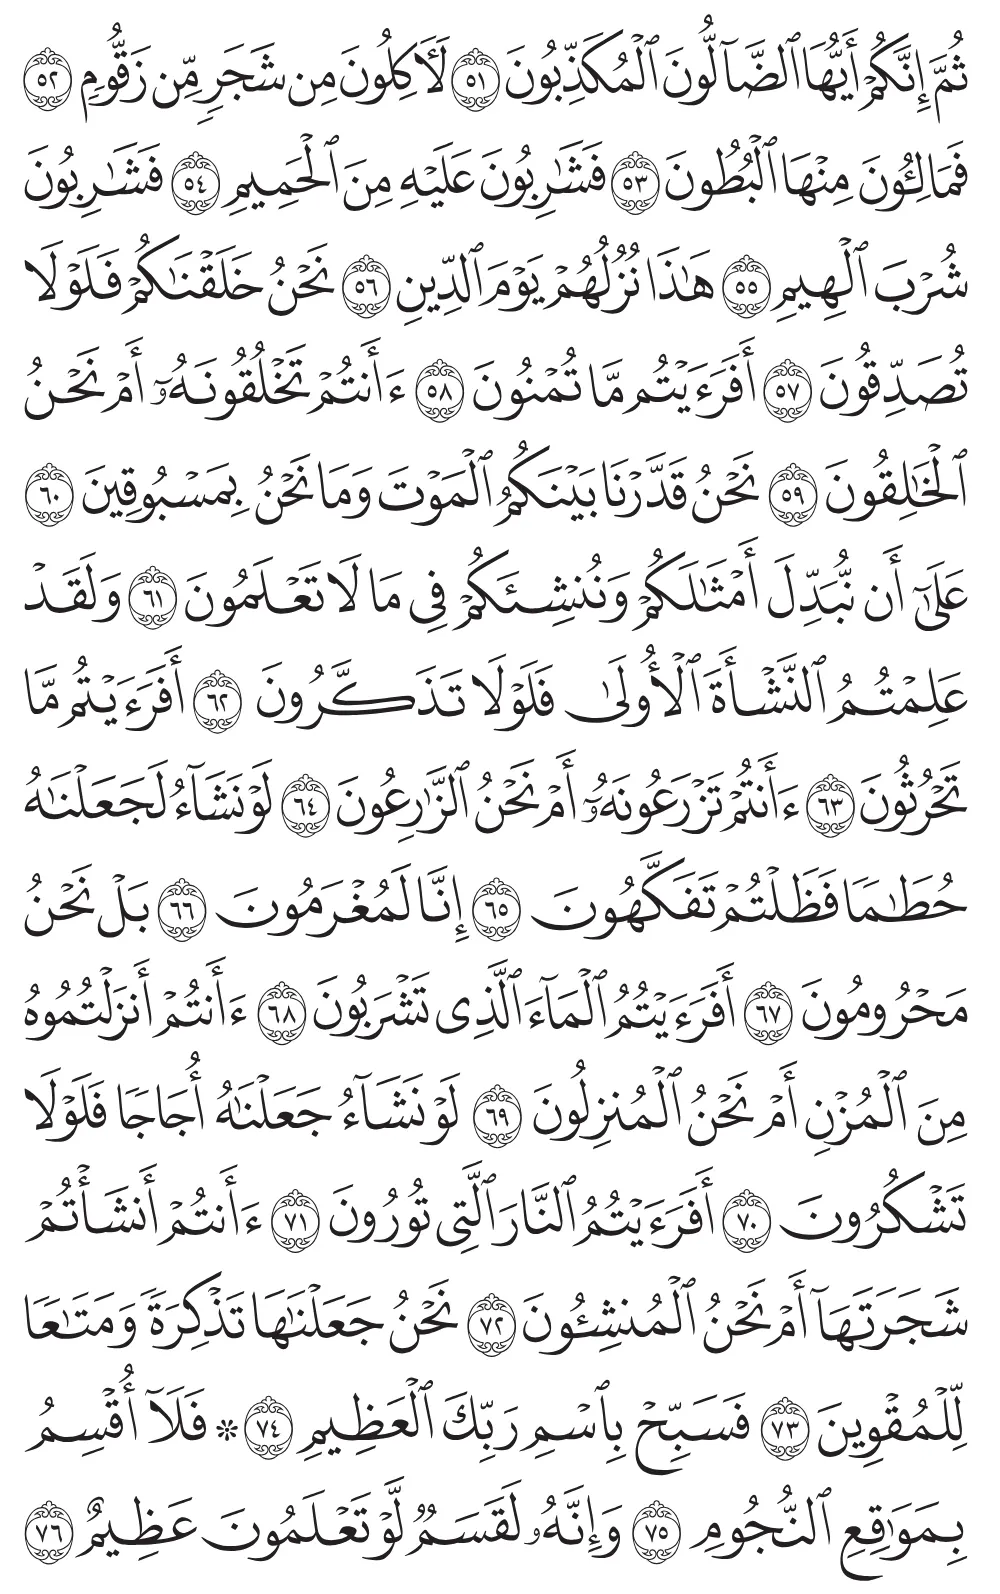 ثُمَّ إِنَّكُمْ أَيُّهَا ٱلضَّآلُّونَ ٱلْمُكَذِّبُونَ ٥١ لَـَٔاكِلُونَ مِن شَجَرٍ مِّن زَقُّومٍ ٥٢
فَمَالِـُٔونَ مِنْهَا ٱلْبُطُونَ ٥٣ فَشَٰرِبُونَ عَلَيْهِ مِنَ ٱلْحَمِيمِ ٥٤ فَشَٰرِبُونَ
شُرْبَ ٱلْهِيمِ ٥٥ هَٰذَا نُزُلُهُمْ يَوْمَ ٱلدِّينِ ٥٦ نَحْنُ خَلَقْنَٰكُمْ فَلَوْلَا
تُصَدِّقُونَ ٥٧ أَفَرَءَيْتُم مَّا تُمْنُونَ ٥٨ ءَأَنتُمْ تَخْلُقُونَهُۥٓ أَمْ نَحْنُ
ٱلْخَٰلِقُونَ ٥٩ نَحْنُ قَدَّرْنَا بَيْنَكُمُ ٱلْمَوْتَ وَمَا نَحْنُ بِمَسْبُوقِينَ ٦٠
عَلَىٰٓ أَن نُّبَدِّلَ أَمْثَٰلَكُمْ وَنُنشِئَكُمْ فِى مَا لَا تَعْلَمُونَ ٦١ وَلَقَدْ
عَلِمْتُمُ ٱلنَّشْأَةَ ٱلْأُولَىٰ فَلَوْلَا تَذَكَّرُونَ ٦٢ أَفَرَءَيْتُم مَّا
تَحْرُثُونَ ٦٣ ءَأَنتُمْ تَزْرَعُونَهُۥٓ أَمْ نَحْنُ ٱلزَّٰرِعُونَ ٦٤ لَوْ نَشَآءُ لَجَعَلْنَٰهُ
حُطَٰمًا فَظَلْتُمْ تَفَكَّهُونَ ٦٥ إِنَّا لَمُغْرَمُونَ ٦٦ بَلْ نَحْنُ
مَحْرُومُونَ ٦٧ أَفَرَءَيْتُمُ ٱلْمَآءَ ٱلَّذِى تَشْرَبُونَ ٦٨ ءَأَنتُمْ أَنزَلْتُمُوهُ
مِنَ ٱلْمُزْنِ أَمْ نَحْنُ ٱلْمُنزِلُونَ ٦٩ لَوْ نَشَآءُ جَعَلْنَٰهُ أُجَاجًا فَلَوْلَا
تَشْكُرُونَ ٧٠ أَفَرَءَيْتُمُ ٱلنَّارَ ٱلَّتِى تُورُونَ ٧١ ءَأَنتُمْ أَنشَأْتُمْ
شَجَرَتَهَآ أَمْ نَحْنُ ٱلْمُنشِـُٔونَ ٧٢ نَحْنُ جَعَلْنَٰهَا تَذْكِرَةً وَمَتَٰعًا
لِّلْمُقْوِينَ ٧٣ فَسَبِّحْ بِٱسْمِ رَبِّكَ ٱلْعَظِيمِ ٧٤ * فَلَآ أُقْسِمُ
بِمَوَٰقِعِ ٱلنُّجُومِ ٧٥ وَإِنَّهُۥ لَقَسَمٌ لَّوْ تَعْلَمُونَ عَظِيمٌ ٧٦